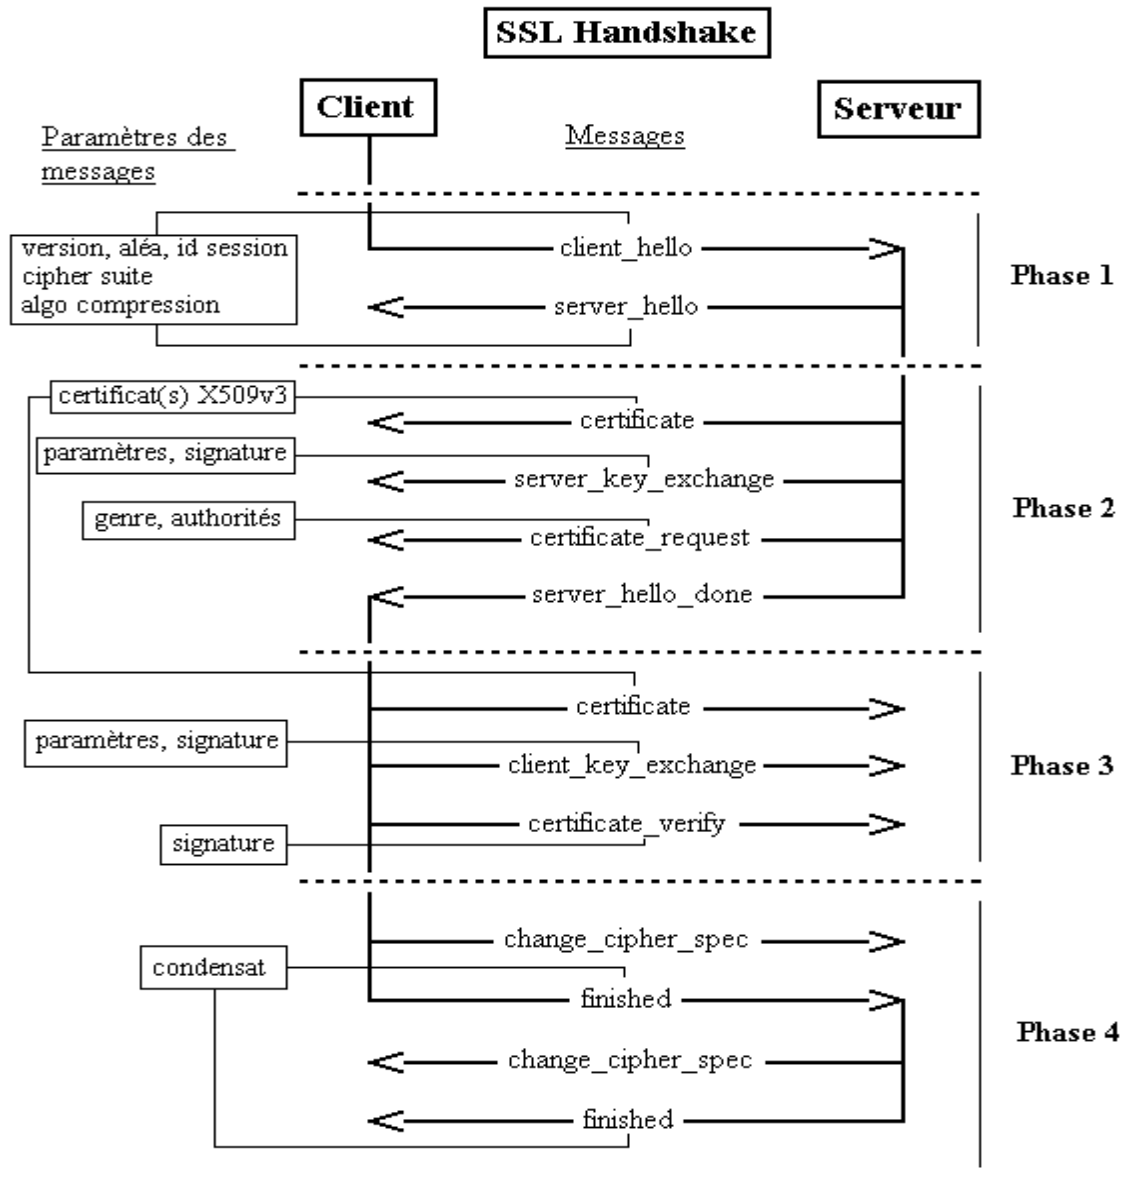 SSL Handshake
Client
Serveur
Paramètres des
messages
Messages
version, aléa, id session
cipher suite
algo compression
client_hello
server_hello
Phase 1
certificat(s) X509v3
certificate
paramètres, signature
server_key_exchange
genre, authorités
certificate_request
server_hello_done
Phase 2
certificate
paramètres, signature
client_key_exchange
certificate_verify
signature
Phase 3
change_cipher_spec
condensat
finished
change_cipher_spec
finished
Phase 4